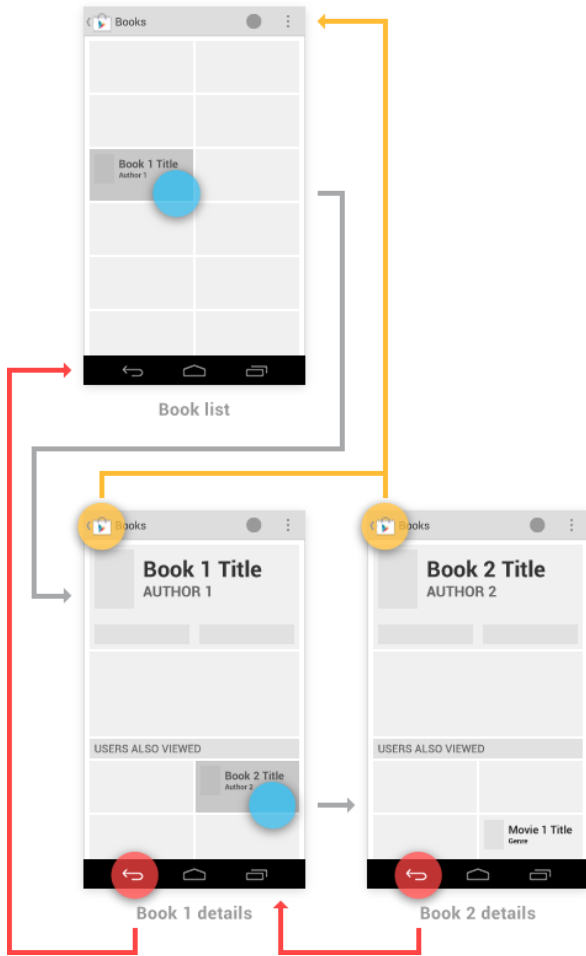 Books
Book 1 Title
Author 1
Book list
Books
Book 1 Title
AUTHOR 1
USERS ALSO VIEWED
Book 2 Title
Author 2
Book 1 details
Books
Book 2 Title
AUTHOR 2
USERS ALSO VIEWED
Movie 1 Title
Genre
Book 2 details